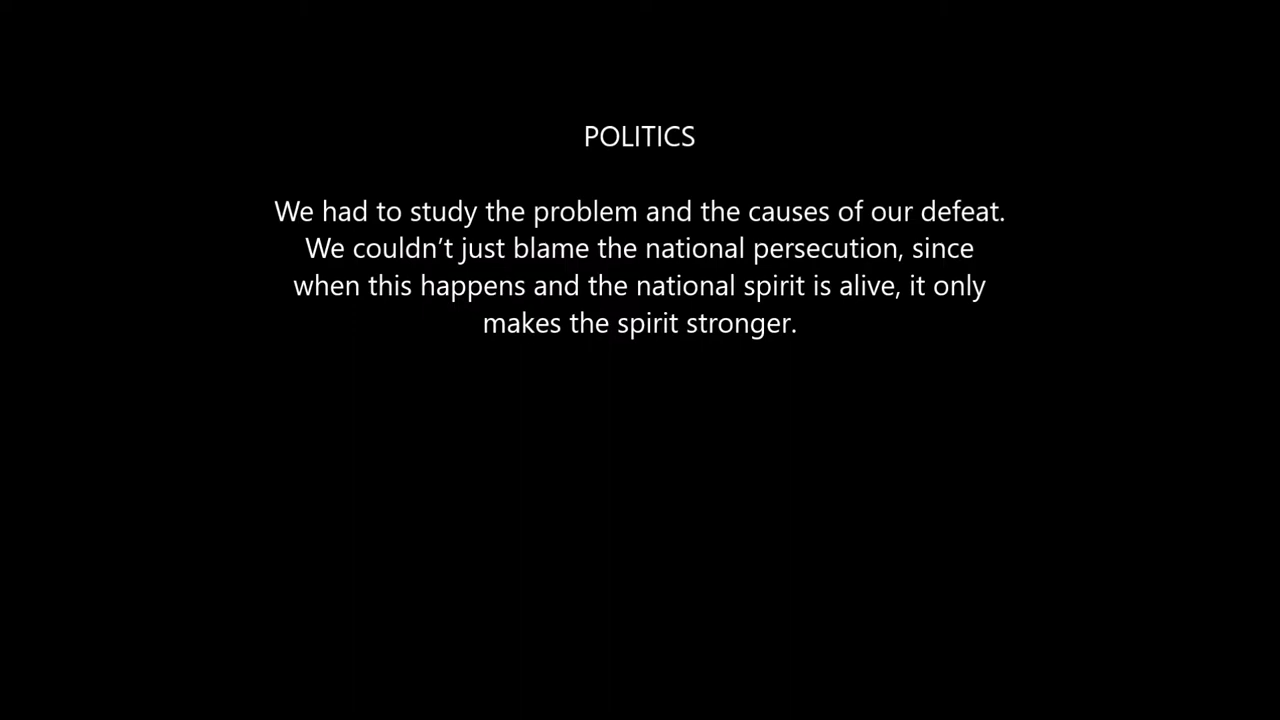 POLITICS
We had to study the problem and the causes of our defeat.
We couldn’t just blame the national persecution, since
when this happens and the national spirit is alive, it only
makes the spirit stronger.